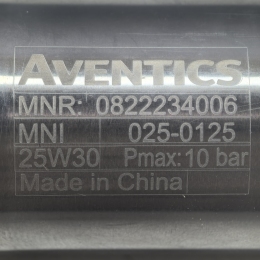 AVENTICS
MNR: 0822234006
MNI 025-0125
25W30 Pmax: 10 bar
Made in China